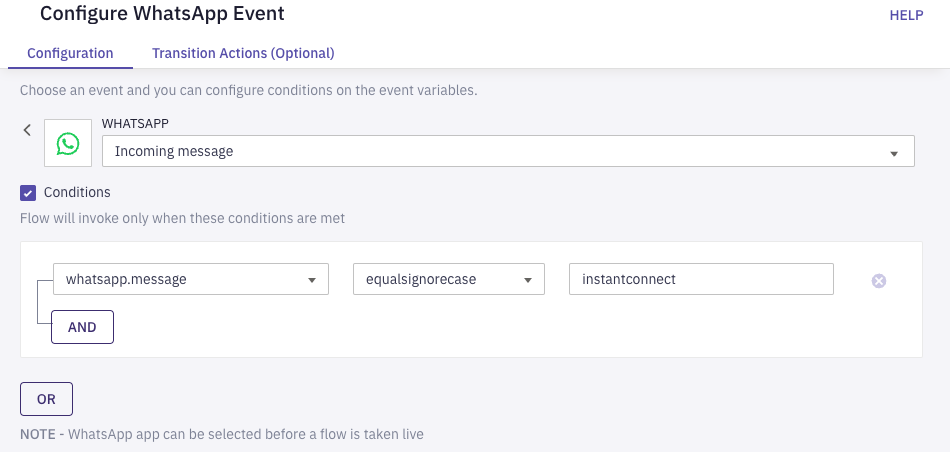 Configure WhatsApp Event
HELP
Configuration
Transition Actions (Optional)
Choose an event and you can configure conditions on the event variables.
WHATSAPP
Incoming message
Conditions
Flow will invoke only when these conditions are met
whatsapp.message
equalsignorecase
instantconnect
AND
OR
NOTE - WhatsApp app can be selected before a flow is taken live